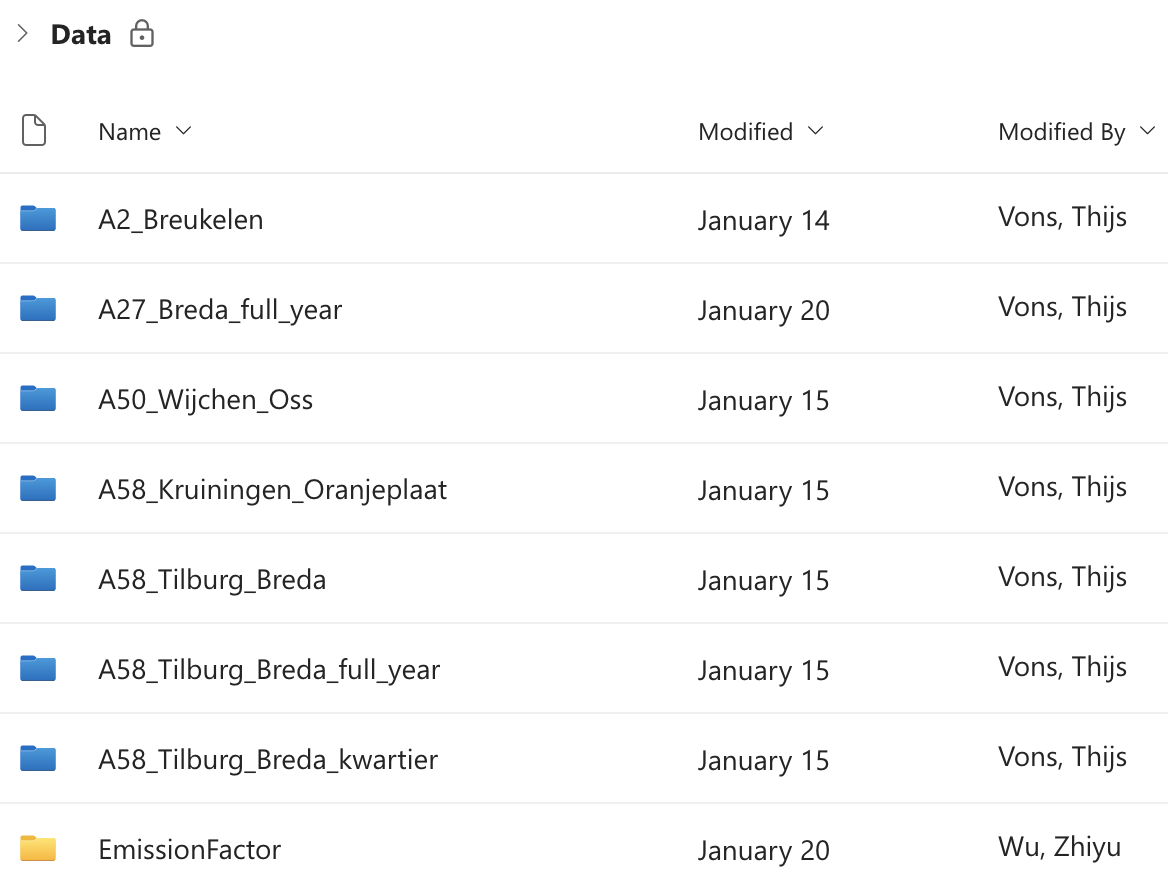 Data
Name Modified Modified By
A2_Breukelen January 14 Vons, Thijs
A27_Breda_full_year January 20 Vons, Thijs
A50_Wijchen_Oss January 15 Vons, Thijs
A58_Kruiningen_Oranjeplaat January 15 Vons, Thijs
A58_Tilburg_Breda January 15 Vons, Thijs
A58_Tilburg_Breda_full_year January 15 Vons, Thijs
A58_Tilburg_Breda_kwartier January 15 Vons, Thijs
EmissionFactor January 20 Wu, Zhiyu